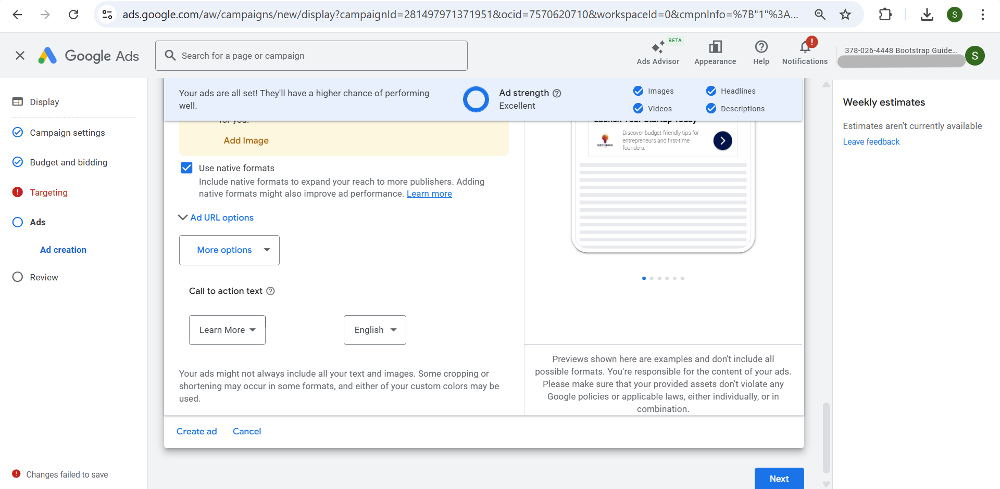 ads.google.com/aw/campaigns/new/display?campaignId=281497971371951&ocid=7570620710&workspaceId=0&cmpnInfo=%7B"1"%3A...
S
Google Ads
Search for a page or campaign
BETA
Ads Advisor
Appearance
Help
Notifications
378-026-4448 Bootstrap Guide...
S
Display
Campaign settings
Budget and bidding
Targeting
Ads
Ad creation
Review
Changes failed to save
Your ads are all set! They'll have a higher chance of performing
well.
Ad strength
Excellent
Images
Headlines
Videos
Descriptions
for you.
Add Image
Use native formats
Include native formats to expand your reach to more publishers. Adding
native formats might also improve ad performance. Learn more
Ad URL options
More options
Call to action text
Learn More
English
Your ads might not always include all your text and images. Some cropping or
shortening may occur in some formats, and either of your custom colors may be
used.
Launch Your Startup Today
Discover budget-friendly tips for
entrepreneurs and first-time
founders.
Previews shown here are examples and don't include all
possible formats. You're responsible for the content of your ads.
Please make sure that your provided assets don't violate any
Google policies or applicable laws, either individually, or in
combination.
Create ad
Cancel
Next
Weekly estimates
Estimates aren't currently available
Leave feedback